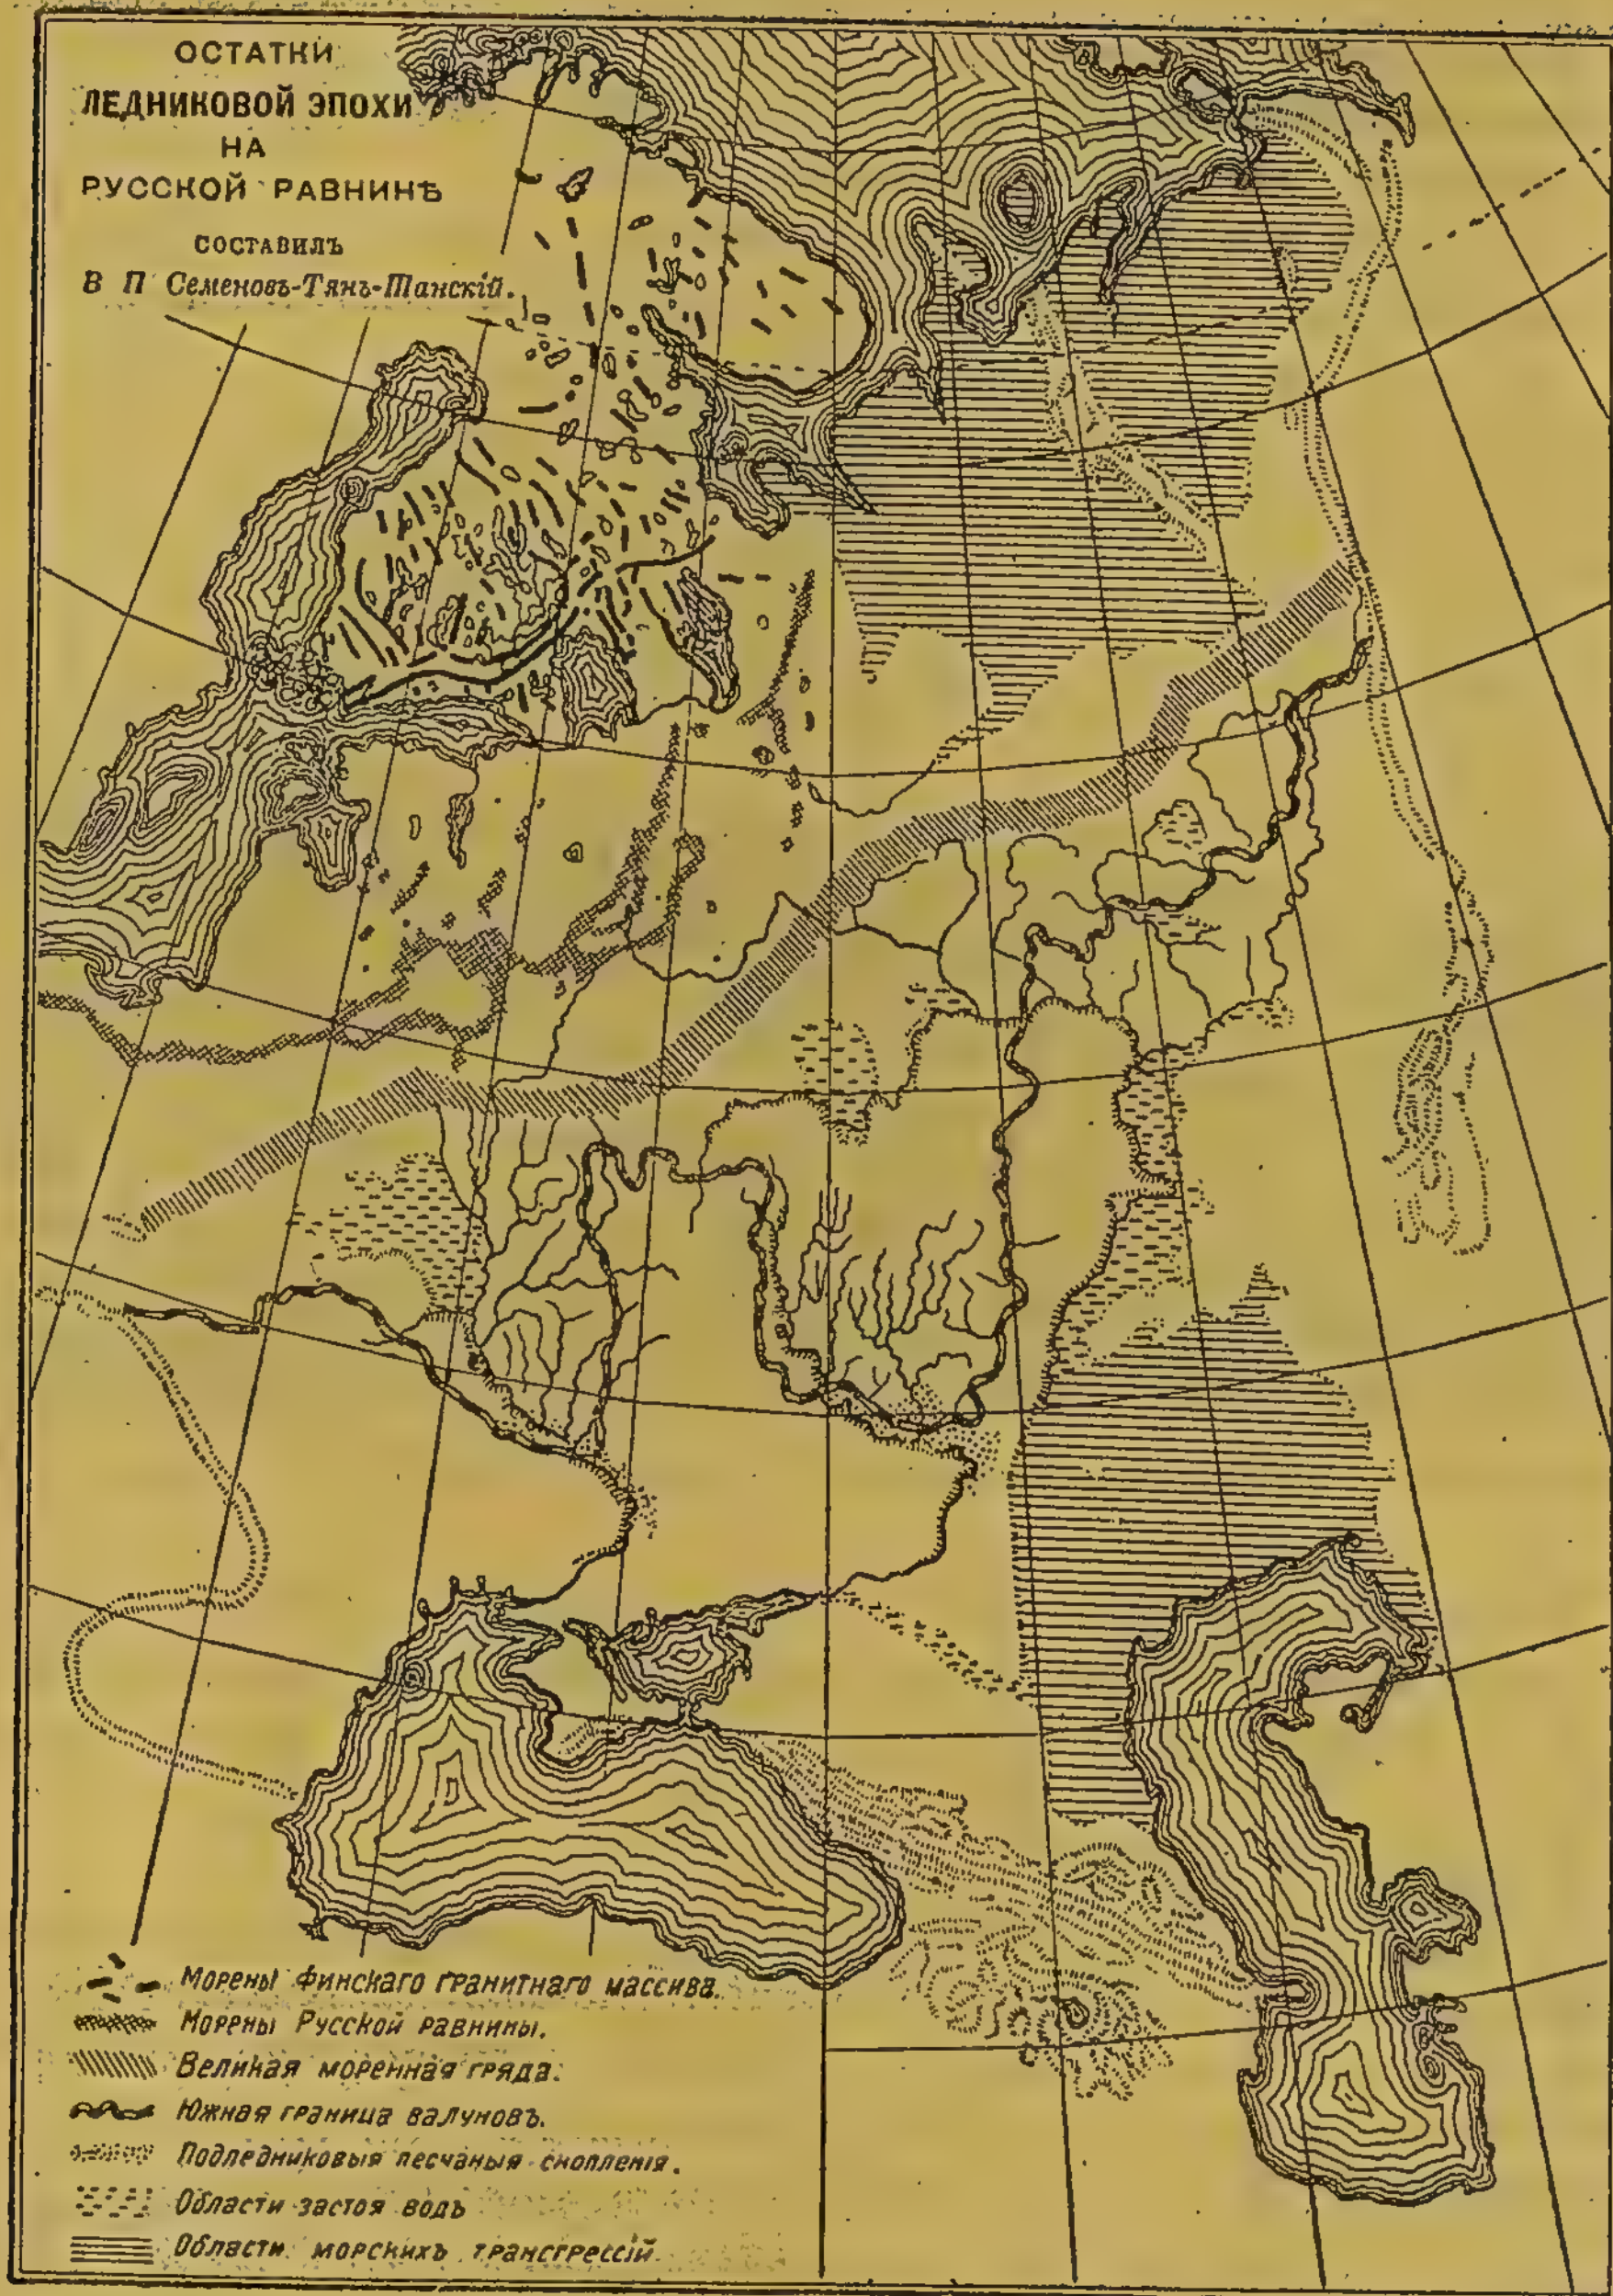 ОСТАТКИ
ЛЕДНИКОВОЙ ЭПОХИ
НА
РУССКОЙ РАВНИНѢ
СОСТАВИЛЪ
В П Семеновъ-Тянъ-Шанскій.
Морены Финскаго гранитнаго массива.
Морены Русской равнины.
Великая моренная гряда.
Южная граница валуновъ.
Подледниковыя песчаныя скопленія.
Области застоя водъ
Области морскихъ трансгрессій.